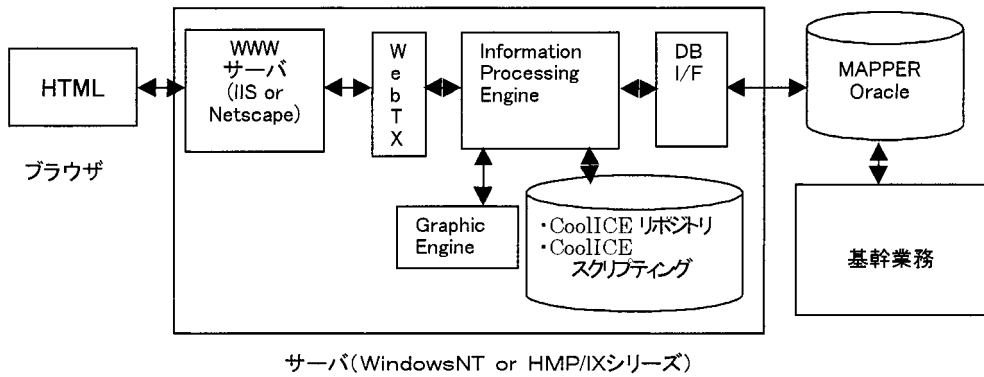 HTML
ブラウザ
WWW
サーバ
(IIS or
Netscape)
W
e
b
T
X
Information
Processing
Engine
DB
I/F
MAPPER
Oracle
Graphic
Engine
・CoolICE リポジトリ
・CoolICE
スクリプティング
基幹業務
サーバ(WindowsNT or HMP/IXシリーズ)